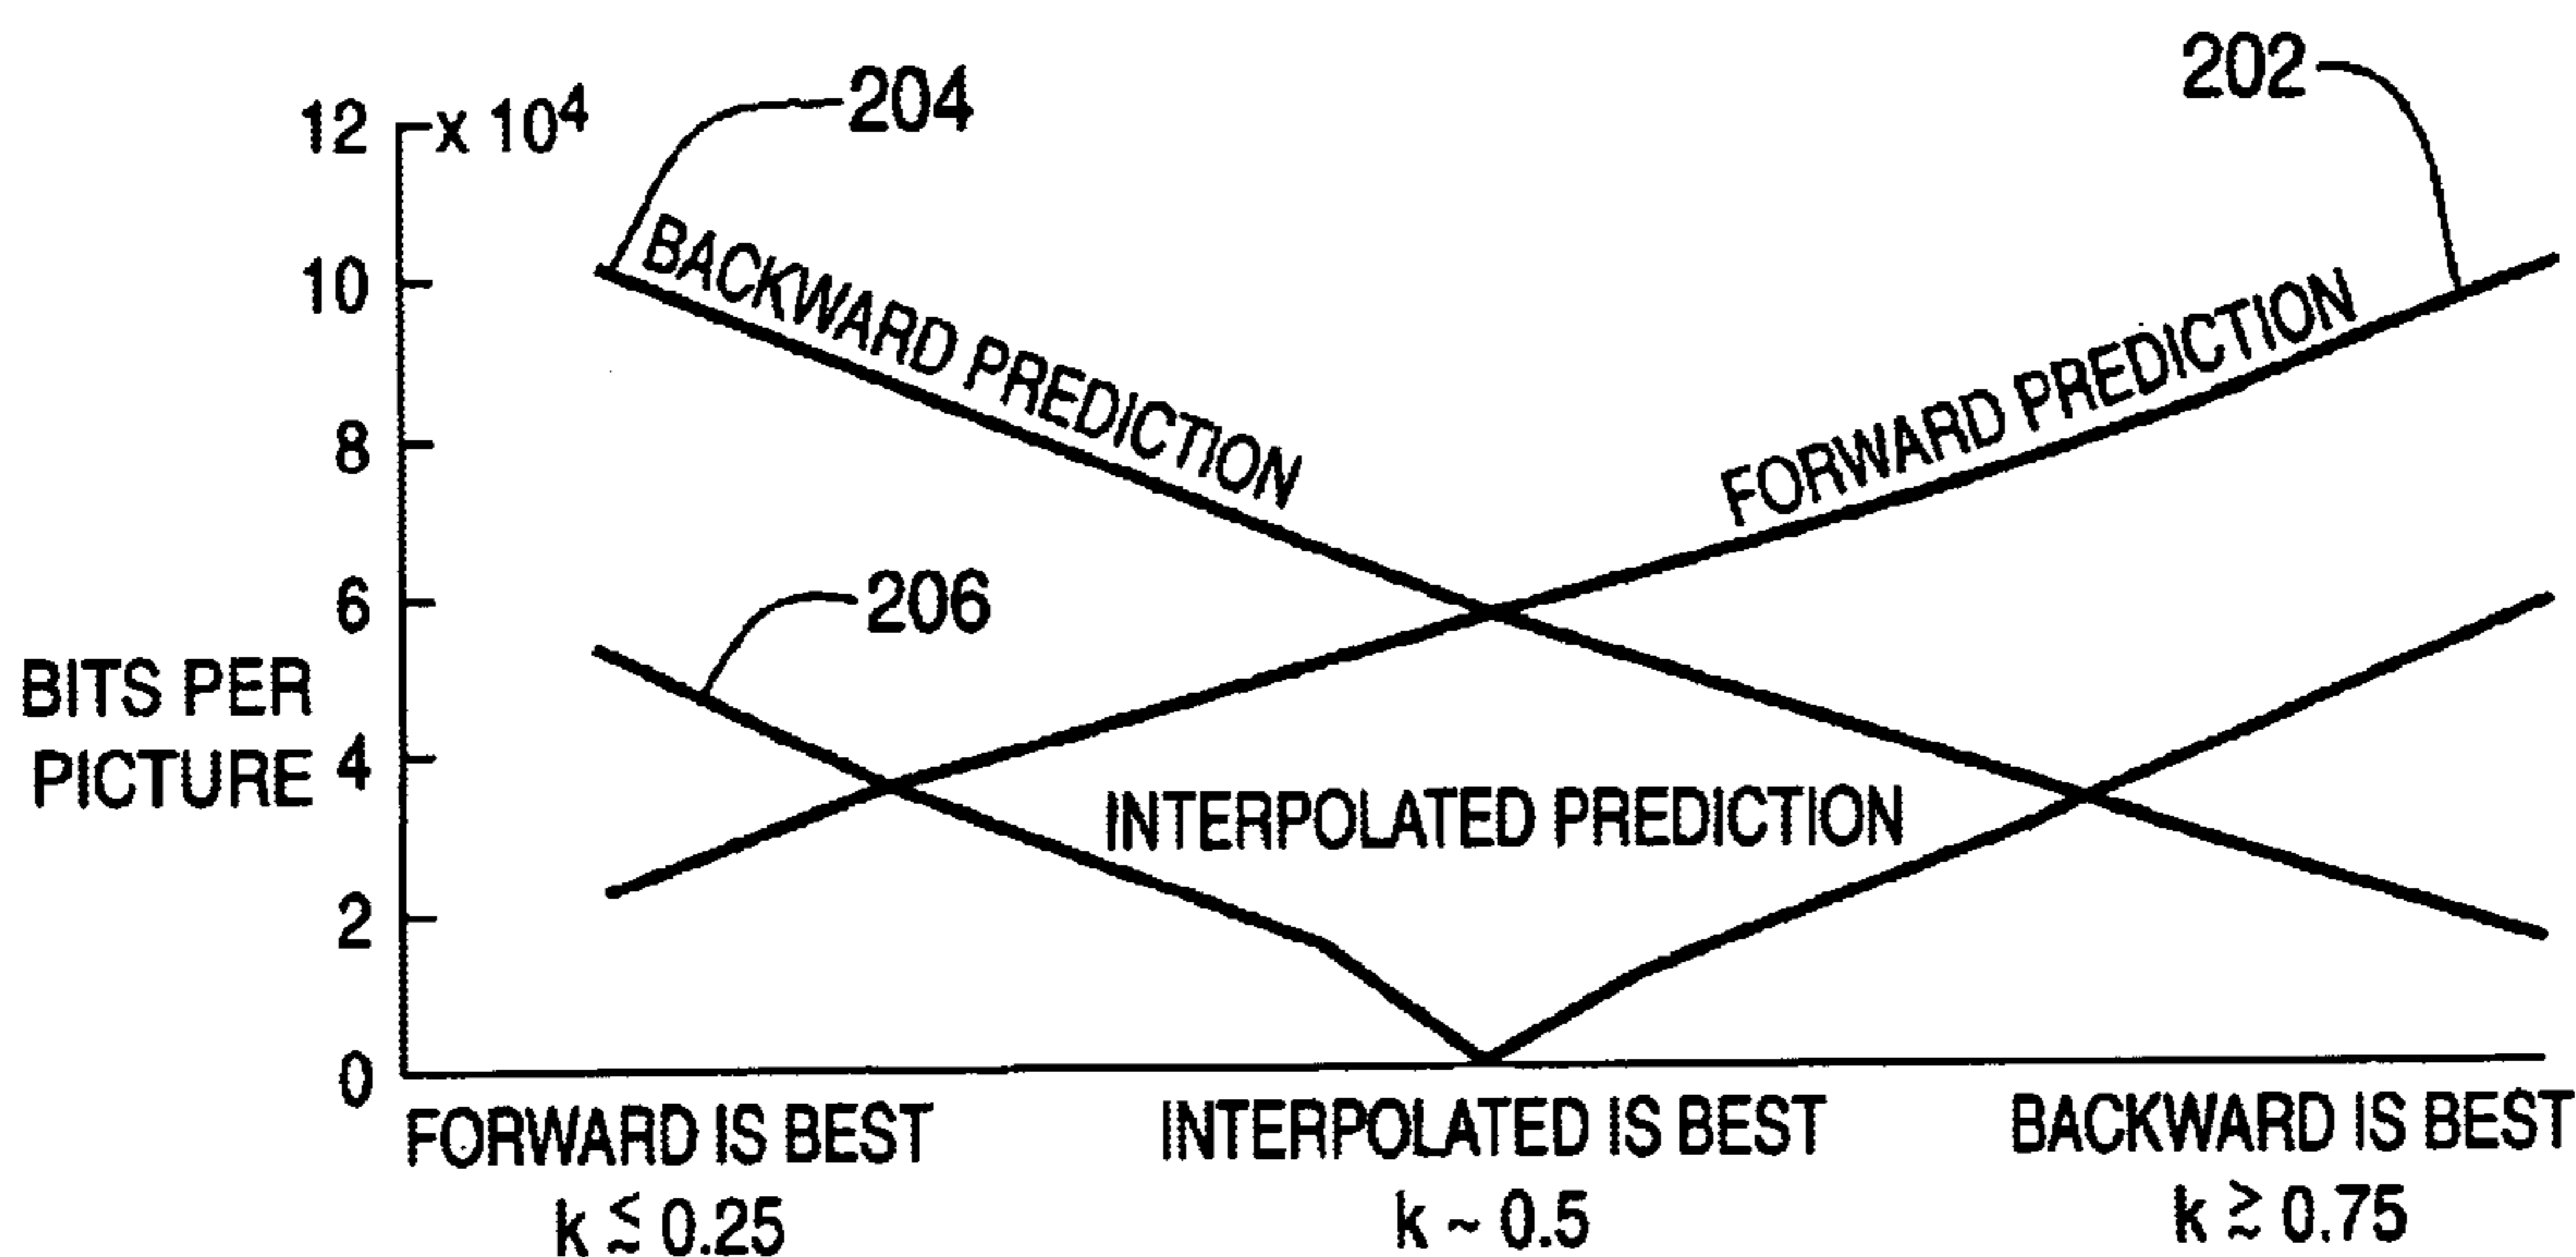 204
202
12
x 10⁴
10
8
6
4
2
0
BITS PER
PICTURE
BACKWARD PREDICTION
FORWARD PREDICTION
206
INTERPOLATED PREDICTION
FORWARD IS BEST
k ≲ 0.25
INTERPOLATED IS BEST
k ~ 0.5
BACKWARD IS BEST
k ≳ 0.75